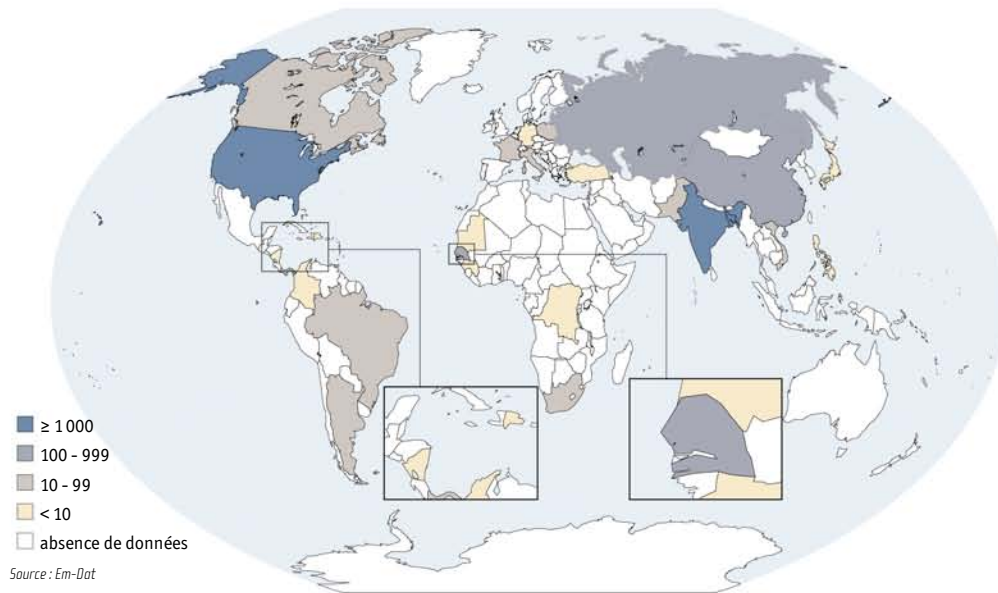 ≥ 1 000
100 - 999
10 - 99
< 10
absence de données
Source : Em-Dat